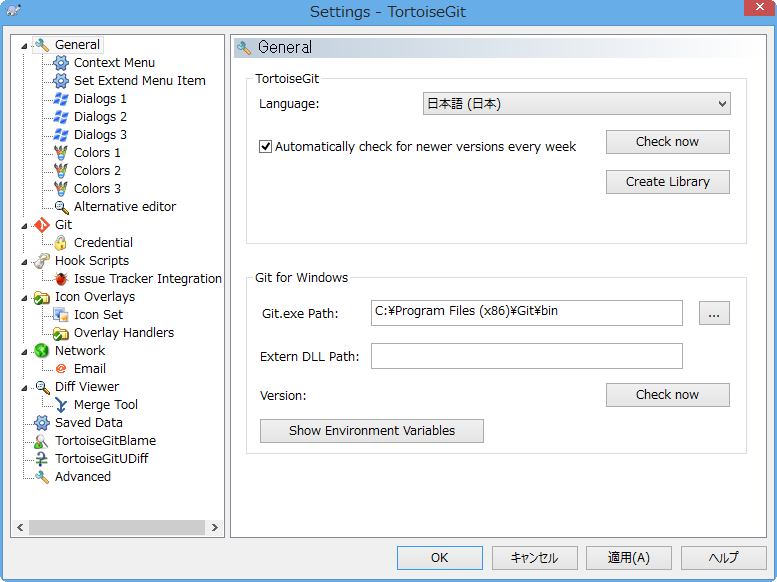 Settings - TortoiseGit
General
Context Menu
Set Extend Menu Item
Dialogs 1
Dialogs 2
Dialogs 3
Colors 1
Colors 2
Colors 3
Alternative editor
Git
Credential
Hook Scripts
Issue Tracker Integration
Icon Overlays
Icon Set
Overlay Handlers
Network
Email
Diff Viewer
Merge Tool
Saved Data
TortoiseGitBlame
TortoiseGitUDiff
Advanced
General
TortoiseGit
Language: 日本語 (日本)
Automatically check for newer versions every week Check now
Create Library
Git for Windows
Git.exe Path: C:¥Program Files (x86)¥Git¥bin ...
Extern DLL Path:
Version: Check now
Show Environment Variables
OK キャンセル 適用(A) ヘルプ